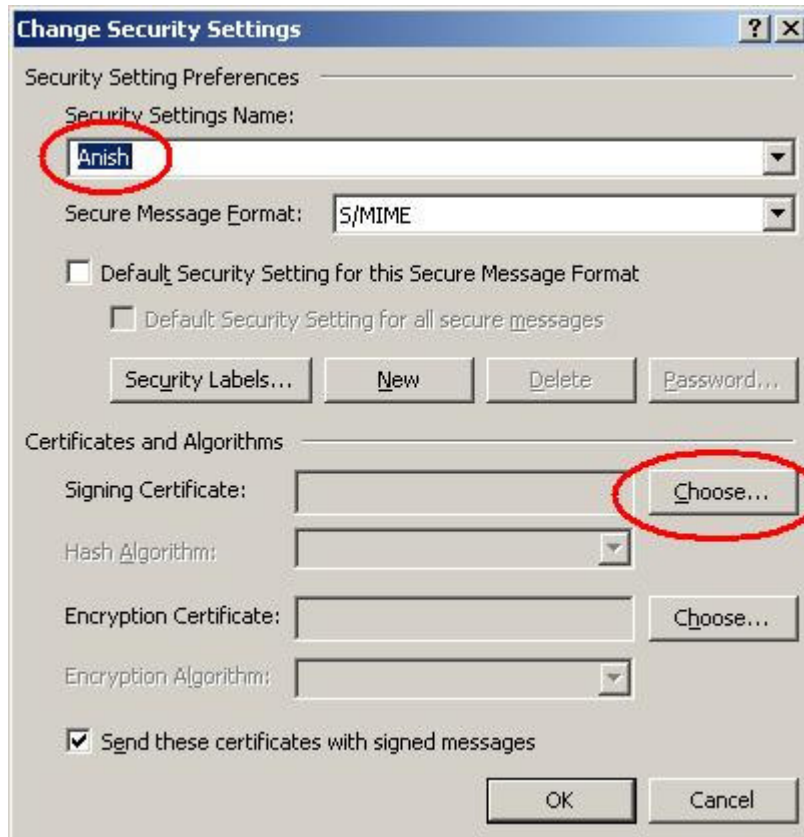 Change Security Settings
Security Setting Preferences
Security Settings Name:
Anish
Secure Message Format: S/MIME
Default Security Setting for this Secure Message Format
Default Security Setting for all secure messages
Security Labels... New Delete Password...
Certificates and Algorithms
Signing Certificate: Choose...
Hash Algorithm:
Encryption Certificate: Choose...
Encryption Algorithm:
Send these certificates with signed messages
OK Cancel